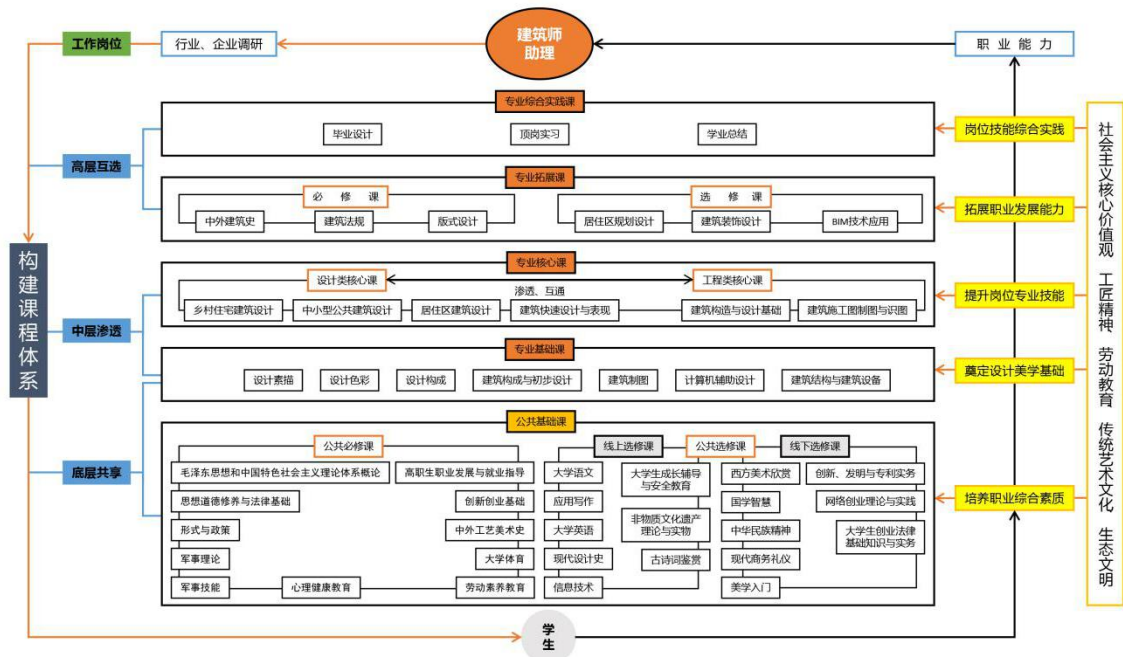 工作岗位
行业、企业调研
建筑师
助理
职业能力
专业综合实践课
毕业设计
顶岗实习
学业总结
岗位技能综合实践
高层互选
专业拓展课
必修课
选修课
中外建筑史
建筑法规
版式设计
居住区规划设计
建筑装饰设计
BIM技术应用
拓展职业发展能力
构建课程体系
专业核心课
设计类核心课
工程类核心课
渗透、互通
乡村住宅建筑设计
中小型公共建筑设计
居住区建筑设计
建筑快速设计与表现
建筑构造与设计基础
建筑施工图制图与识图
提升岗位专业技能
中层渗透
专业基础课
设计素描
设计色彩
设计构成
建筑构成与初步设计
建筑制图
计算机辅助设计
建筑结构与建筑设备
奠定设计美学基础
底层共享
公共基础课
公共必修课
线上选修课
公共选修课
线下选修课
毛泽东思想和中国特色社会主义理论体系概论
高职生职业发展与就业指导
思想道德修养与法律基础
创新创业基础
形式与政策
中外工艺美术史
军事理论
大学体育
军事技能
心理健康教育
劳动素养教育
大学语文
应用写作
大学英语
现代设计史
信息技术
大学生成长辅导
与安全教育
非物质文化遗产
理论与实物
古诗词鉴赏
西方美术欣赏
国学智慧
中华民族精神
现代商务礼仪
美学入门
创新、发明与专利实务
网络创业理论与实践
大学生创业法律
基础知识与实务
培养职业综合素质
社会主义核心价值观 工匠精神 劳动教育 传统艺术文化 生态文明
学
生